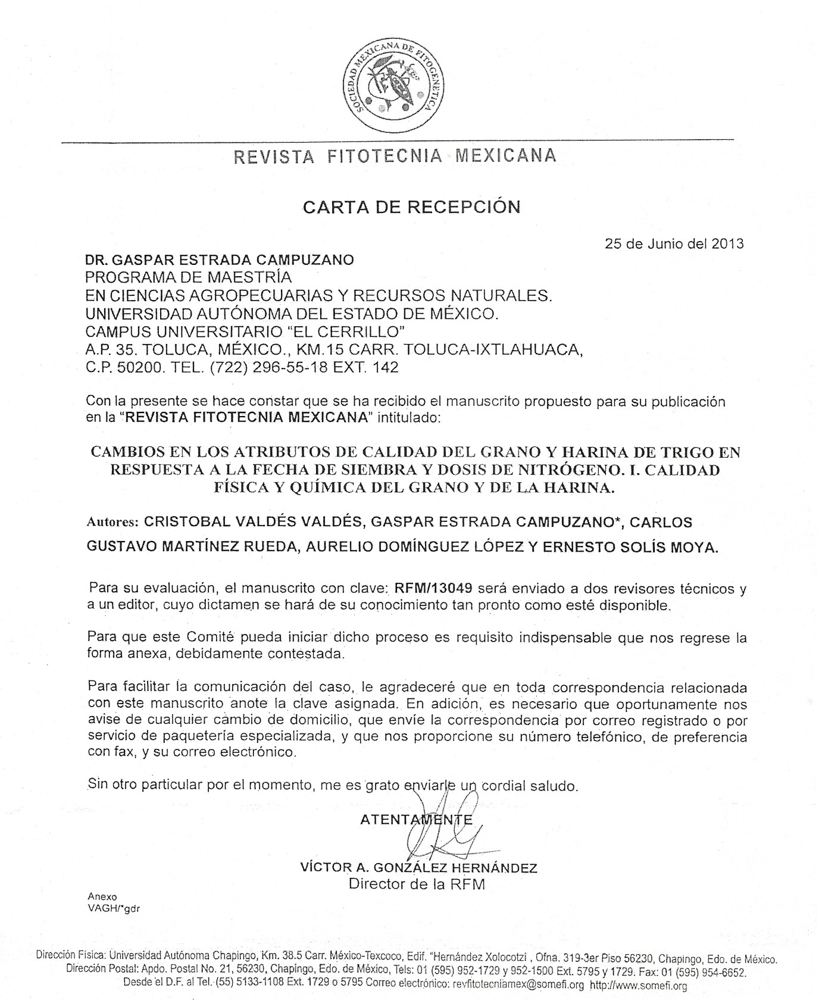 SOCIEDAD MEXICANA DE FITOGENETICA
REVISTA FITOTECNIA MEXICANA
CARTA DE RECEPCIÓN
25 de Junio del 2013
DR. GASPAR ESTRADA CAMPUZANO
PROGRAMA DE MAESTRÍA
EN CIENCIAS AGROPECUARIAS Y RECURSOS NATURALES.
UNIVERSIDAD AUTÓNOMA DEL ESTADO DE MÉXICO.
CAMPUS UNIVERSITARIO “EL CERRILLO”
A.P. 35. TOLUCA, MÉXICO., KM.15 CARR. TOLUCA-IXTLAHUACA,
C.P. 50200. TEL. (722) 296-55-18 EXT. 142
Con la presente se hace constar que se ha recibido el manuscrito propuesto para su publicación
en la “REVISTA FITOTECNIA MEXICANA” intitulado:
CAMBIOS EN LOS ATRIBUTOS DE CALIDAD DEL GRANO Y HARINA DE TRIGO EN
RESPUESTA A LA FECHA DE SIEMBRA Y DOSIS DE NITRÓGENO. I. CALIDAD
FÍSICA Y QUÍMICA DEL GRANO Y DE LA HARINA.
Autores: CRISTOBAL VALDÉS VALDÉS, GASPAR ESTRADA CAMPUZANO*, CARLOS
GUSTAVO MARTÍNEZ RUEDA, AURELIO DOMÍNGUEZ LÓPEZ Y ERNESTO SOLÍS MOYA.
Para su evaluación, el manuscrito con clave: RFM/13049 será enviado a dos revisores técnicos y
a un editor, cuyo dictamen se hará de su conocimiento tan pronto como esté disponible.
Para que este Comité pueda iniciar dicho proceso es requisito indispensable que nos regrese la
forma anexa, debidamente contestada.
Para facilitar la comunicación del caso, le agradeceré que en toda correspondencia relacionada
con este manuscrito anote la clave asignada. En adición, es necesario que oportunamente nos
avise de cualquier cambio de domicilio, que envíe la correspondencia por correo registrado o por
servicio de paquetería especializada, y que nos proporcione su número telefónico, de preferencia
con fax, y su correo electrónico.
Sin otro particular por el momento, me es grato enviarle un cordial saludo.
ATENTAMENTE
VÍCTOR A. GONZÁLEZ HERNÁNDEZ
Director de la RFM
Anexo
VAGH/*gdr
Dirección Física: Universidad Autónoma Chapingo, Km. 38.5 Carr. México-Texcoco, Edif. “Hernández Xolocotzi , Ofna. 319-3er Piso 56230, Chapingo, Edo. de México.
Dirección Postal: Apdo. Postal No. 21, 56230, Chapingo, Edo. de México, Tels: 01 (595) 952-1729 y 952-1500 Ext. 5795 y 1729. Fax: 01 (595) 954-6652.
Desde el D.F. al Tel. (55) 5133-1108 Ext. 1729 o 5795 Correo electrónico: revfitotecniamex@somefi.org http://www.somefi.org